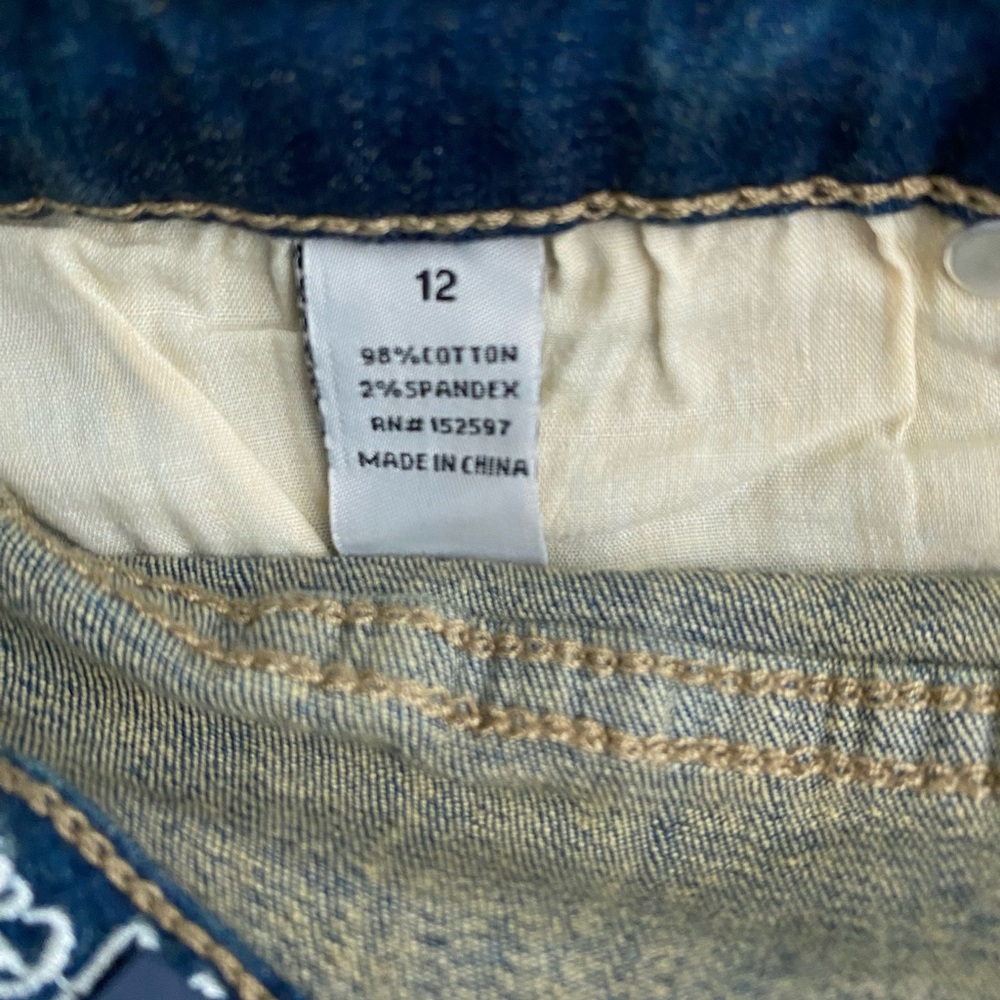 12
98%COTTON
2%SPANDEX
RN#152597
MADE IN CHINA